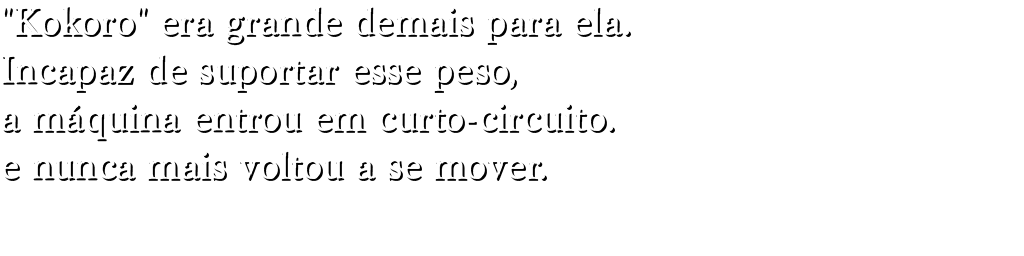 "Kokoro" era grande demais para ela.
Incapaz de suportar esse peso,
a máquina entrou em curto-circuito.
e nunca mais voltou a se mover.